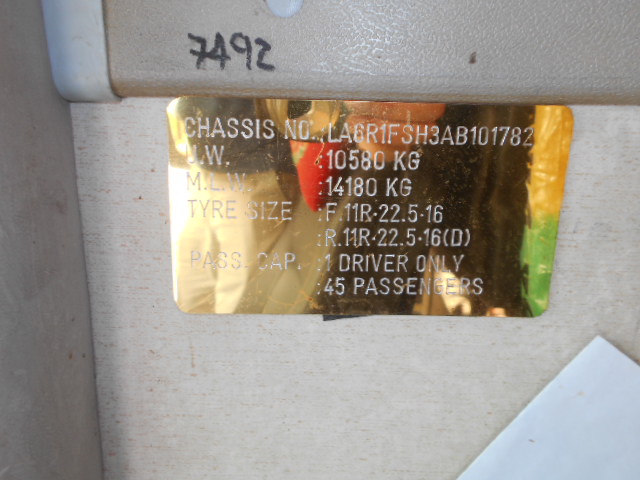 7492
CHASSIS NO. :LA6R1FSH3AB101782
U.W. :10580 KG
M.L.W. :14180 KG
TYRE SIZE :F.11R·22.5·16
:R.11R·22.5·16(D)
PASS. CAP. :1 DRIVER ONLY
:45 PASSENGERS